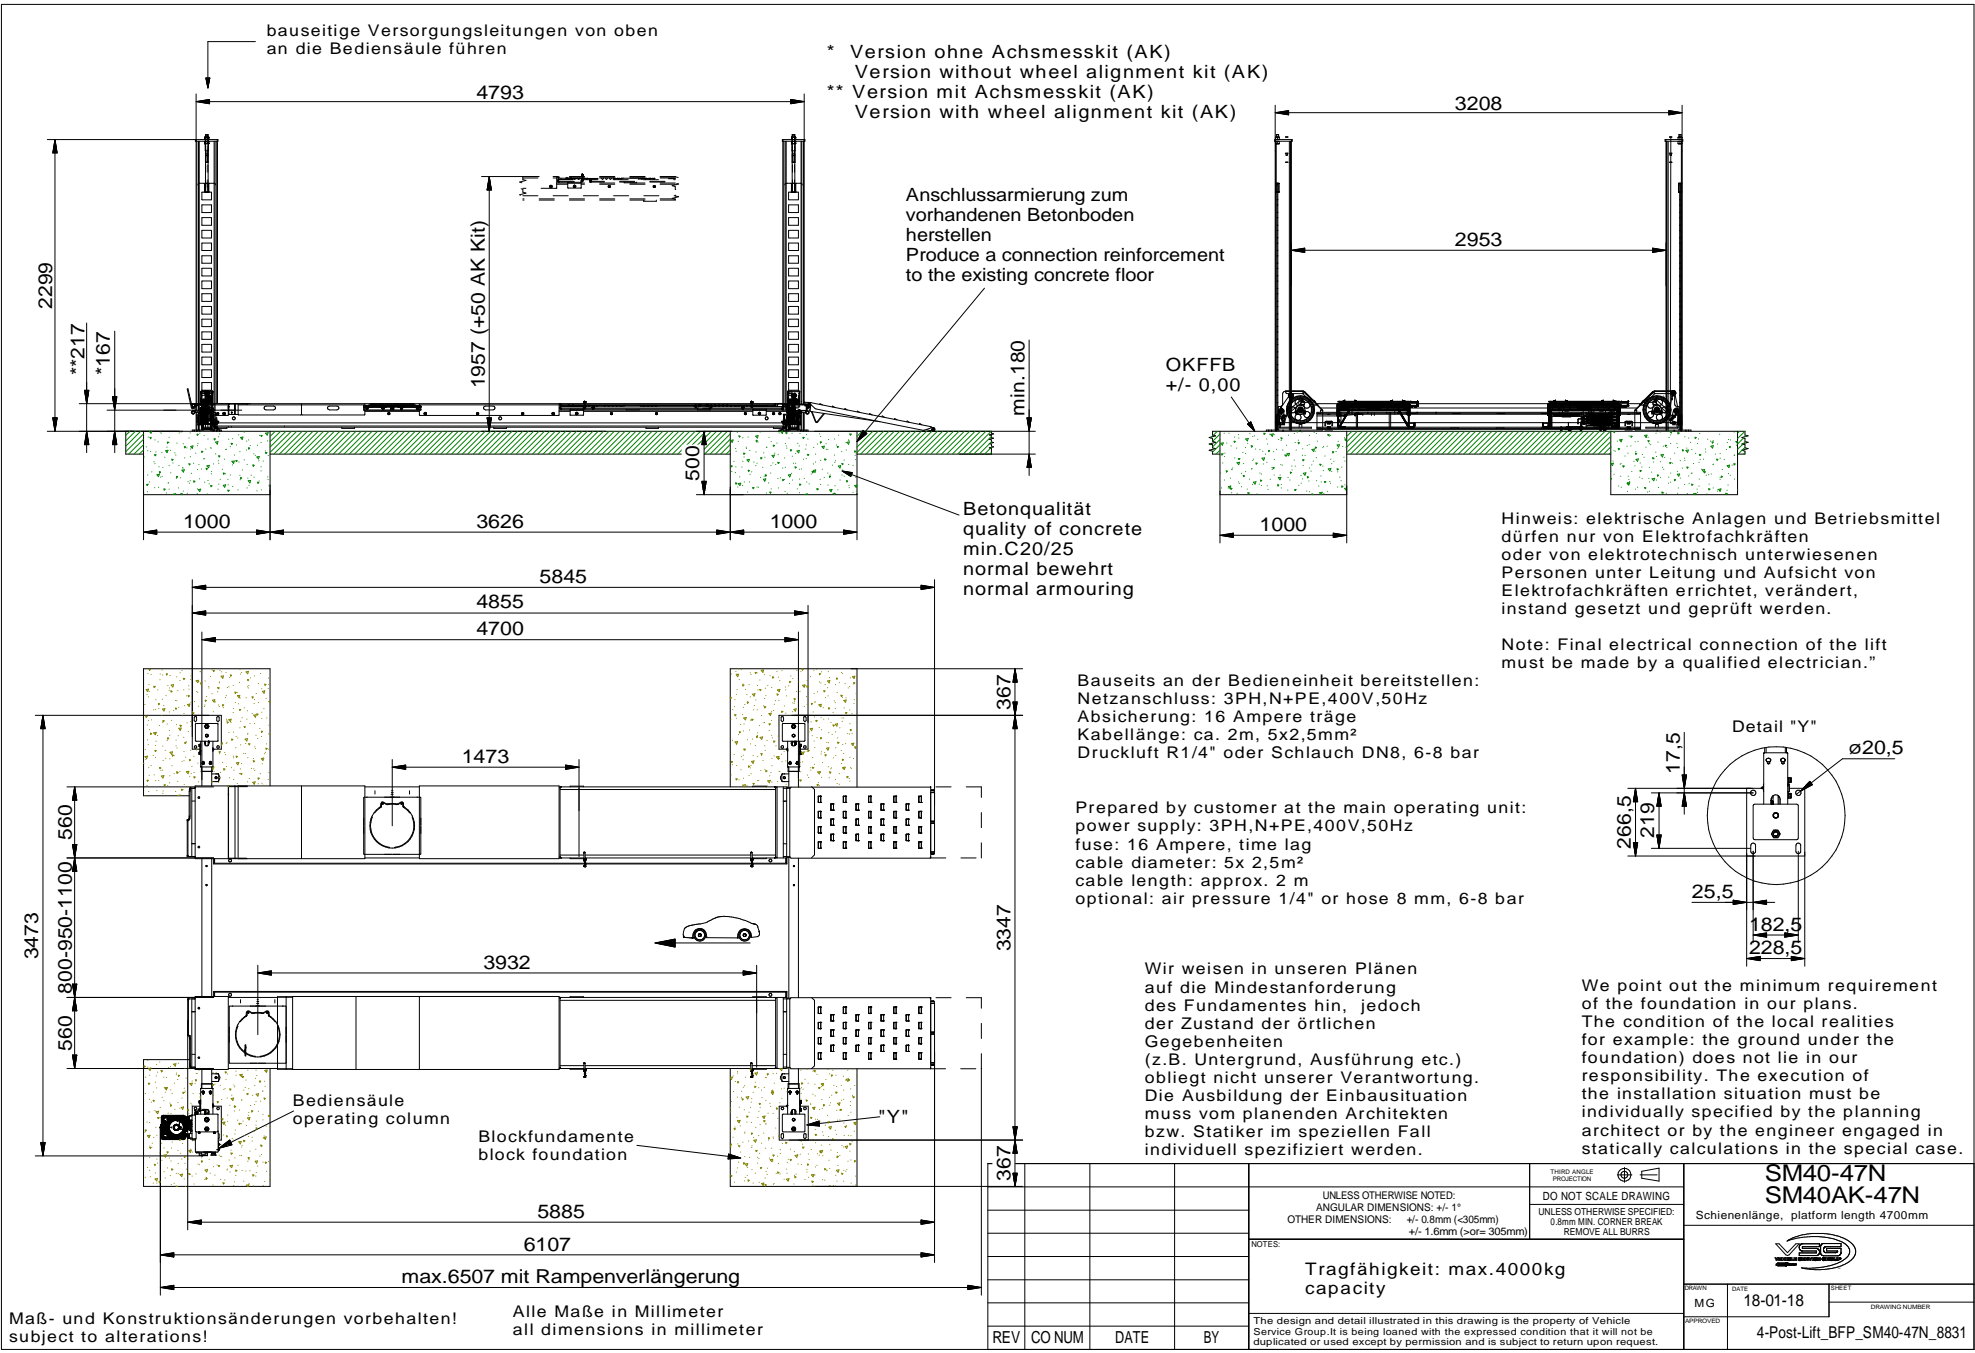 bauseitige Versorgungsleitungen von oben
an die Bediensäule führen
* Version ohne Achsmesskit (AK)
Version without wheel alignment kit (AK)
** Version mit Achsmesskit (AK)
Version with wheel alignment kit (AK)
4793
2299
**217
*167
1957 (+50 AK Kit)
Anschlussarmierung zum
vorhandenen Betonboden
herstellen
Produce a connection reinforcement
to the existing concrete floor
min.180
500
1000
3626
1000
Betonqualität
quality of concrete
min.C20/25
normal bewehrt
normal armouring
3208
2953
OKFFB
+/- 0,00
1000
Hinweis: elektrische Anlagen und Betriebsmittel
dürfen nur von Elektrofachkräften
oder von elektrotechnisch unterwiesenen
Personen unter Leitung und Aufsicht von
Elektrofachkräften errichtet, verändert,
instand gesetzt und geprüft werden.
Note: Final electrical connection of the lift
must be made by a qualified electrician.”
5845
4855
4700
367
1473
560
800-950-1100
3473
3347
3932
560
367
Bediensäule
operating column
Blockfundamente
block foundation
"Y"
5885
6107
max.6507 mit Rampenverlängerung
Bauseits an der Bedieneinheit bereitstellen:
Netzanschluss: 3PH,N+PE,400V,50Hz
Absicherung: 16 Ampere träge
Kabellänge: ca. 2m, 5x2,5mm²
Druckluft R1/4" oder Schlauch DN8, 6-8 bar
Prepared by customer at the main operating unit:
power supply: 3PH,N+PE,400V,50Hz
fuse: 16 Ampere, time lag
cable diameter: 5x 2,5m²
cable length: approx. 2 m
optional: air pressure 1/4" or hose 8 mm, 6-8 bar
Detail "Y"
17,5
ø20,5
266,5
219
25,5
182,5
228,5
Wir weisen in unseren Plänen
auf die Mindestanforderung
des Fundamentes hin, jedoch
der Zustand der örtlichen
Gegebenheiten
(z.B. Untergrund, Ausführung etc.)
obliegt nicht unserer Verantwortung.
Die Ausbildung der Einbausituation
muss vom planenden Architekten
bzw. Statiker im speziellen Fall
individuell spezifiziert werden.
We point out the minimum requirement
of the foundation in our plans.
The condition of the local realities
for example: the ground under the
foundation) does not lie in our
responsibility. The execution of
the installation situation must be
individually specified by the planning
architect or by the engineer engaged in
statically calculations in the special case.
Maß- und Konstruktionsänderungen vorbehalten!
subject to alterations!
Alle Maße in Millimeter
all dimensions in millimeter
REV CO NUM DATE BY
UNLESS OTHERWISE NOTED:
ANGULAR DIMENSIONS: +/- 1°
OTHER DIMENSIONS: +/- 0.8mm (<305mm)
+/- 1.6mm (>or= 305mm)
THIRD ANGLE
PROJECTION
DO NOT SCALE DRAWING
UNLESS OTHERWISE SPECIFIED:
0.8mm MIN. CORNER BREAK
REMOVE ALL BURRS
NOTES:
Tragfähigkeit: max.4000kg
capacity
The design and detail illustrated in this drawing is the property of Vehicle
Service Group.It is being loaned with the expressed condition that it will not be
duplicated or used except by permission and is subject to return upon request.
SM40-47N
SM40AK-47N
Schienenlänge, platform length 4700mm
VSG
DRAWN
MG
DATE
18-01-18
SHEET
DRAWING NUMBER
APPROVED
4-Post-Lift_BFP_SM40-47N_8831